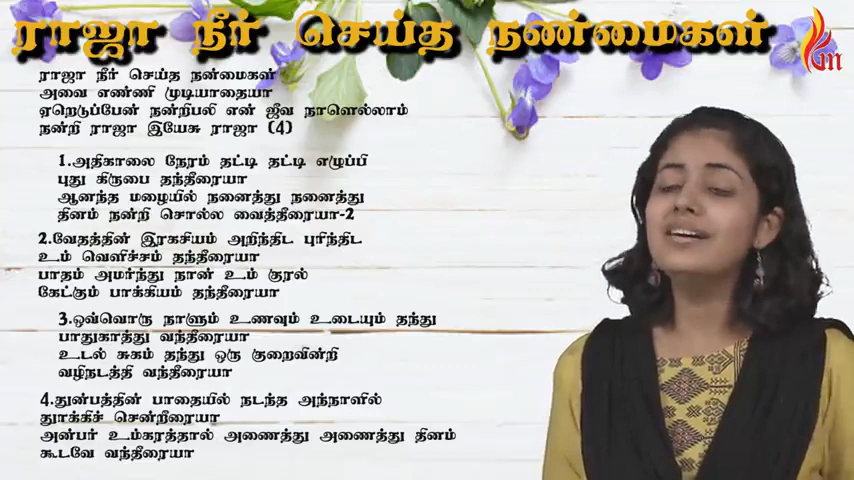 ராஜா நீர் செய்த நன்மைகள்
ராஜா நீர் செய்த நன்மைகள்
அவை எண்ணி முடியாதையா
ஏறெடுப்பேன் நன்றிபலி என் ஜீவ நாளெல்லாம்
நன்றி ராஜா இயேசு ராஜா (4)
1.அதிகாலை நேரம் தட்டி தட்டி எழுப்பி
புது கிருபை தந்தீரையா
ஆனந்த மழையில் நனைத்து நனைத்து
தினம் நன்றி சொல்ல வைத்தீரையா-2
2.வேதத்தின் இரகசியம் அறிந்திட புரிந்திட
உம் வெளிச்சம் தந்தீரையா
பாதம் அமர்ந்து நான் உம் குரல்
கேட்கும் பாக்கியம் தந்தீரையா
3.ஒவ்வொரு நாளும் உணவும் உடையும் தந்து
பாதுகாத்து வந்தீரையா
உடல் சுகம் தந்து ஒரு குறைவின்றி
வழிநடத்தி வந்தீரையா
4.துன்பத்தின் பாதையில் நடந்த அந்நாளில்
தூக்கிச் சென்றீரையா
அன்பர் உம்கரத்தால் அணைத்து அணைத்து தினம்
கூடவே வந்தீரையா